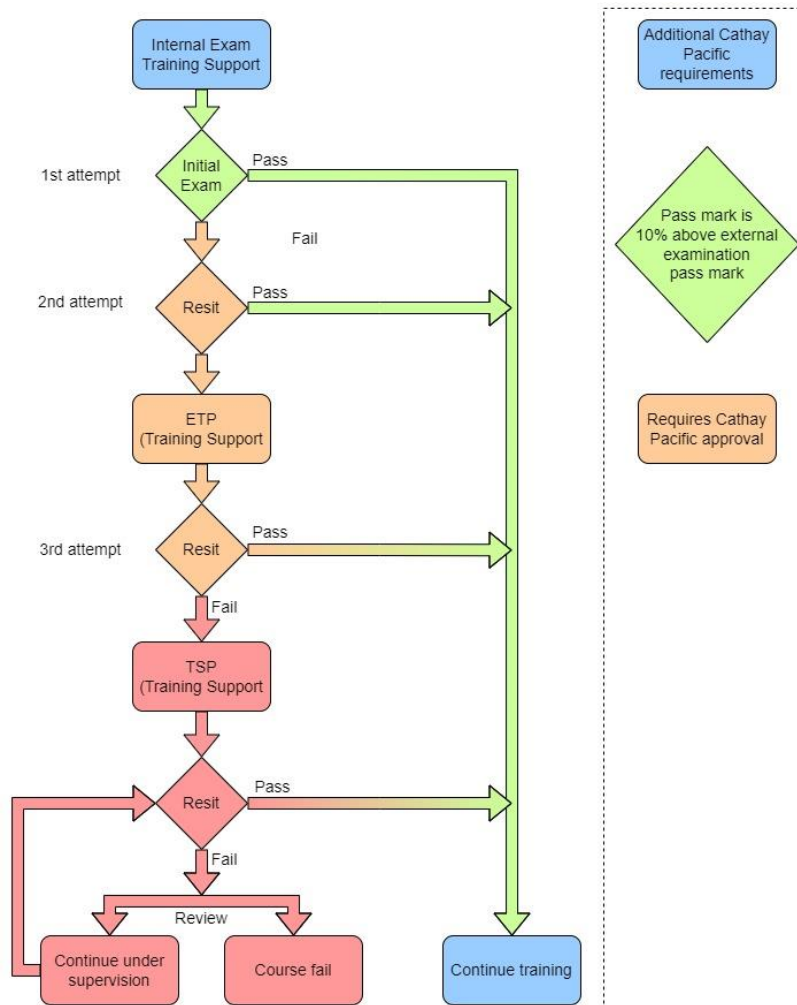 Internal Exam
Training Support
1st attempt
Initial
Exam
Pass
Fail
2nd attempt
Resit
Pass
ETP
(Training Support
3rd attempt
Resit
Pass
Fail
TSP
(Training Support
Resit
Pass
Fail
Review
Continue under
supervision
Course fail
Continue training
Additional Cathay
Pacific
requirements
Pass mark is
10% above external
examination
pass mark
Requires Cathay
Pacific approval